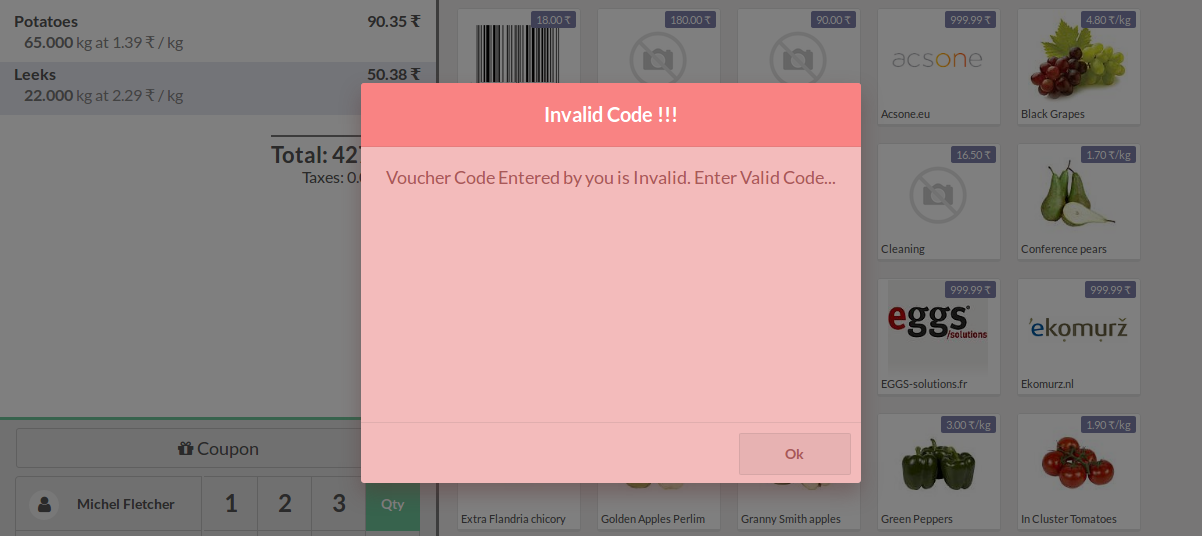 Potatoes 90.35 ₹
65.000 kg at 1.39 ₹ / kg
Leeks 50.38 ₹
22.000 kg at 2.29 ₹ / kg
Total: 42
Taxes: 0.
Coupon
Michel Fletcher 1 2 3 Qty
18.00 ₹
180.00 ₹
90.00 ₹
999.99 ₹
acsone
Acsone.eu
4.80 ₹/kg
Black Grapes
Invalid Code !!!
Voucher Code Entered by you is Invalid. Enter Valid Code...
Ok
16.50 ₹
Cleaning
1.70 ₹/kg
Conference pears
999.99 ₹
eggs
/solutions
EGGS-solutions.fr
999.99 ₹
'ekomurž
Ekomurz.nl
Extra Flandria chicory
Golden Apples Perlim
Granny Smith apples
3.00 ₹/kg
Green Peppers
1.90 ₹/kg
In Cluster Tomatoes